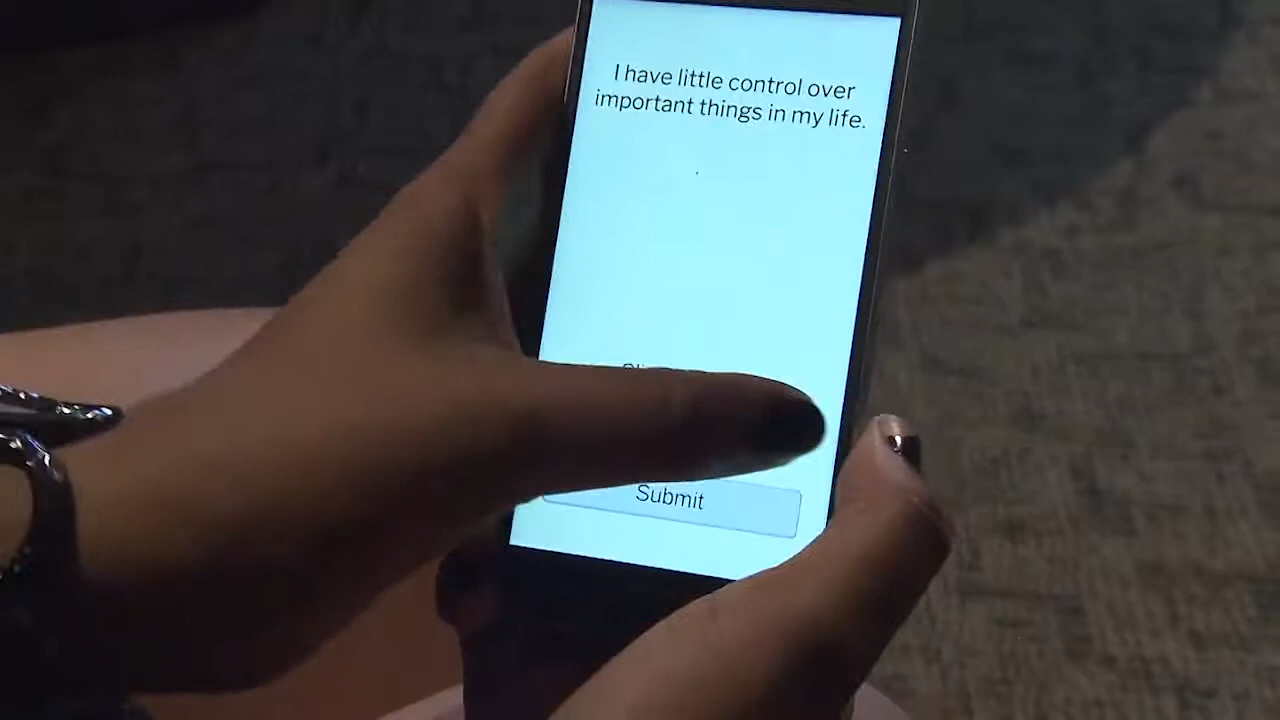 I have little control over
important things in my life.
Submit